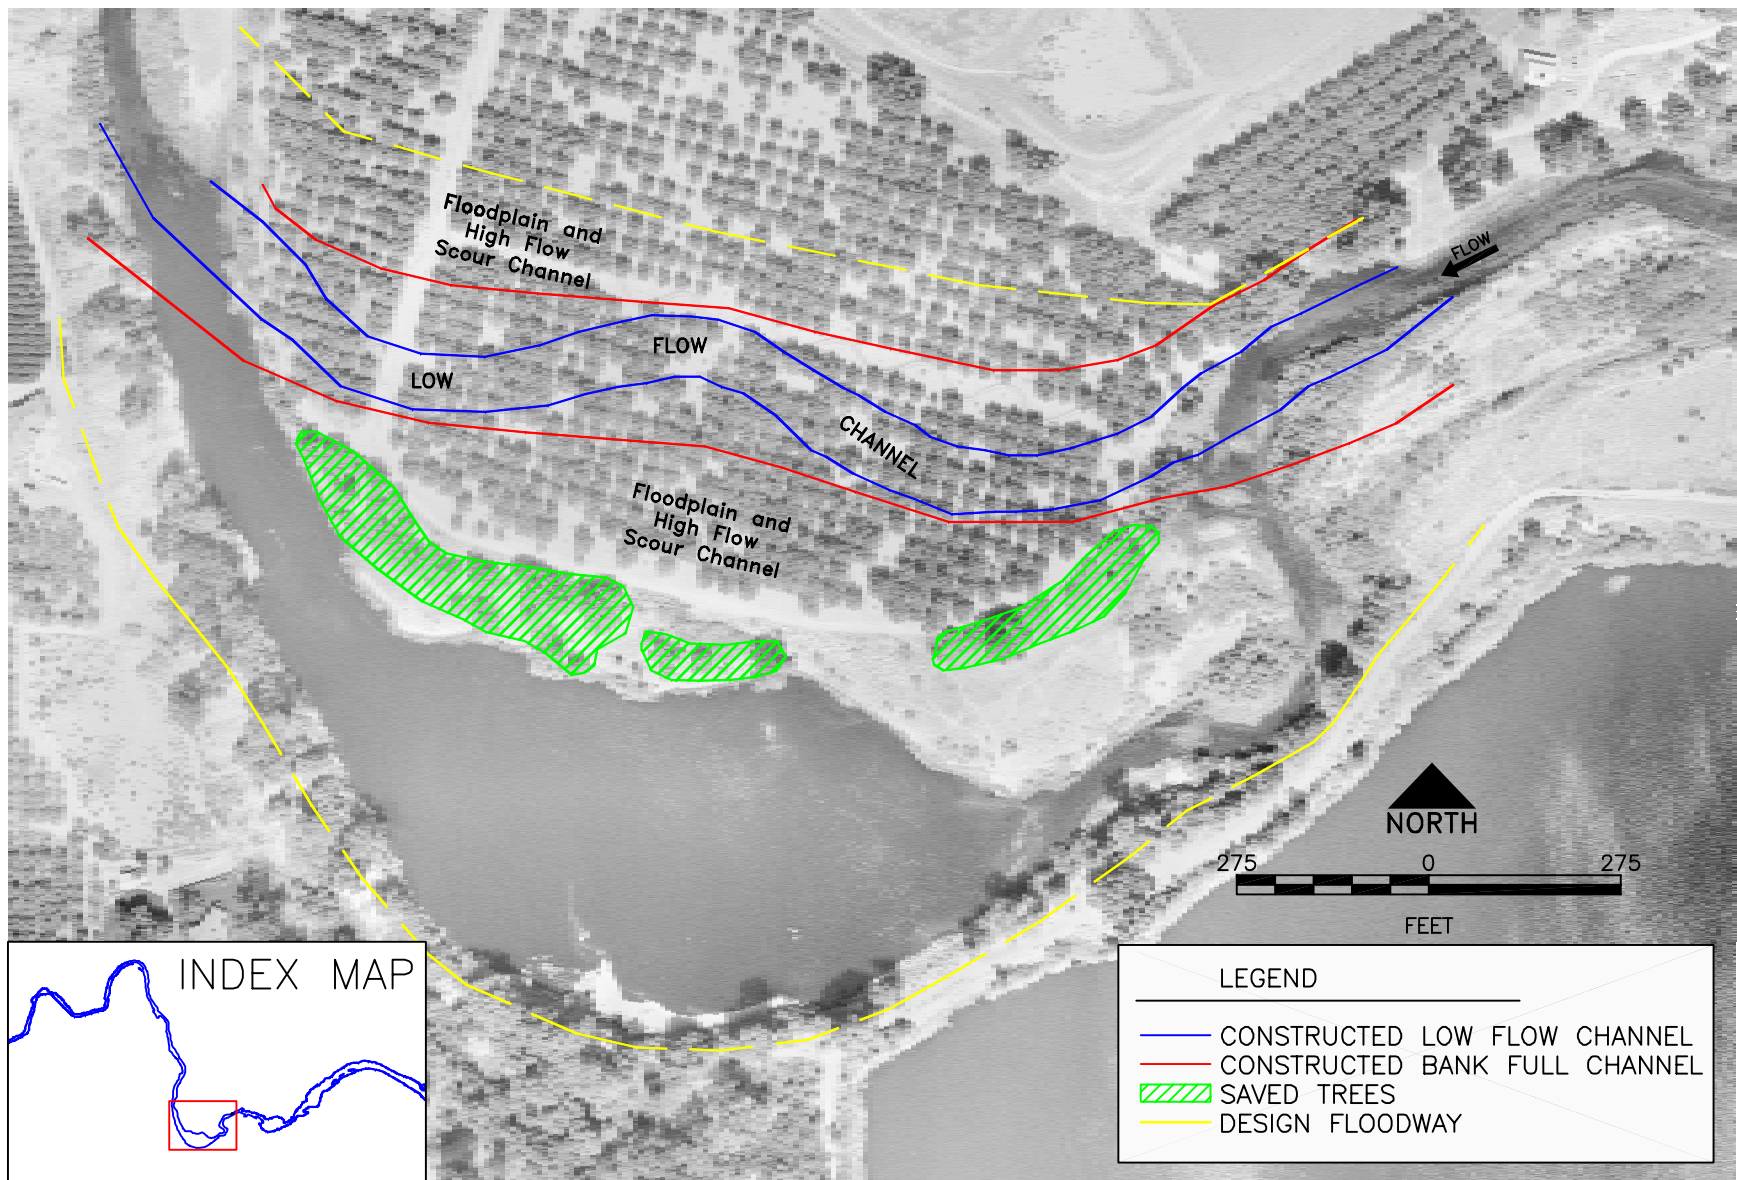 Floodplain and
High Flow
Scour Channel
FLOW
FLOW
LOW
CHANNEL
Floodplain and
High Flow
Scour Channel
NORTH
275 0 275
FEET
INDEX MAP
LEGEND
CONSTRUCTED LOW FLOW CHANNEL
CONSTRUCTED BANK FULL CHANNEL
SAVED TREES
DESIGN FLOODWAY